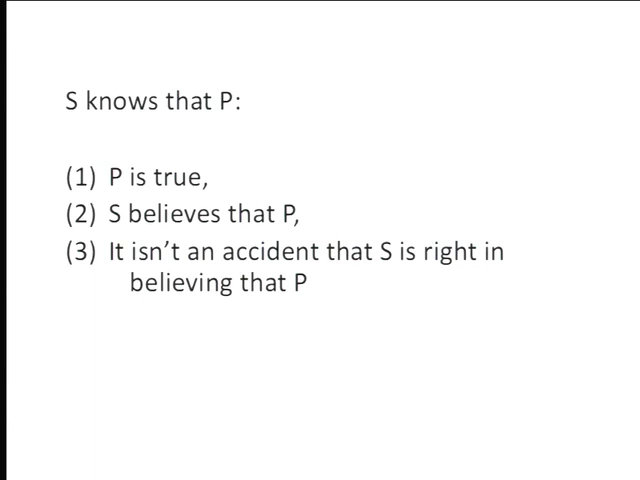 S knows that P:
(1) P is true,
(2) S believes that P,
(3) It isn't an accident that S is right in
believing that P